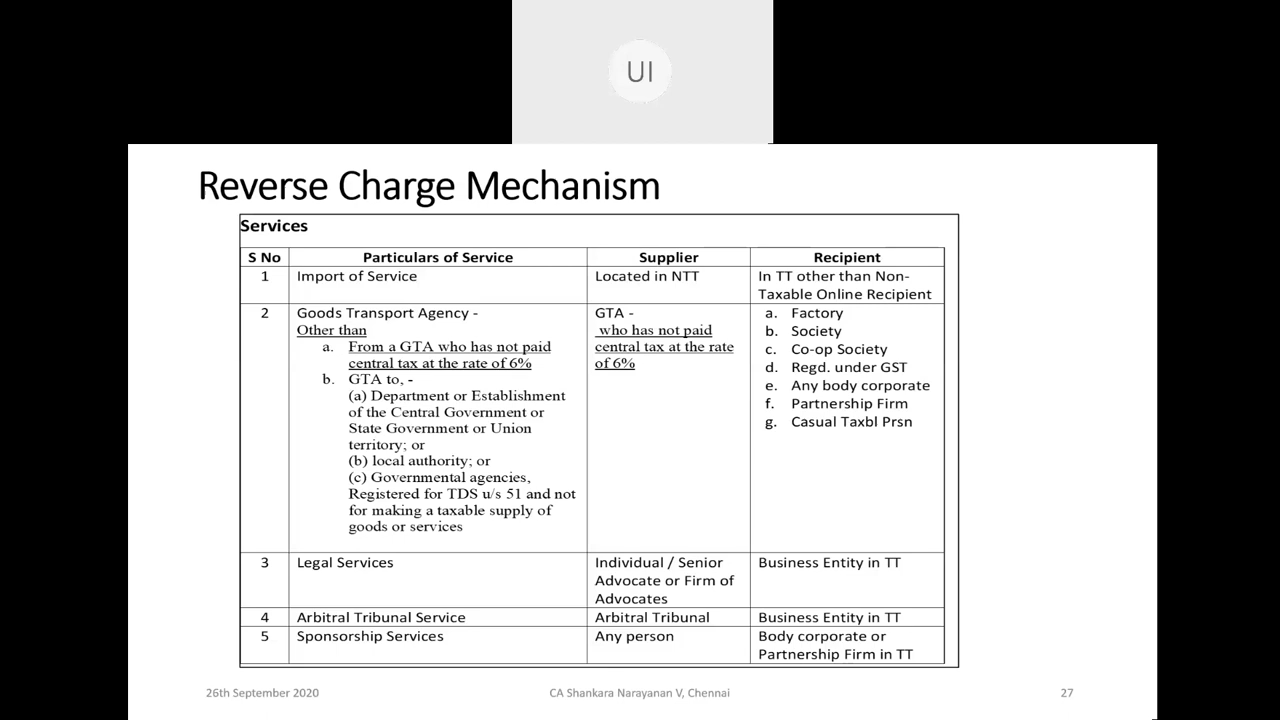 UI
Reverse Charge Mechanism
Services
S No Particulars of Service Supplier Recipient
1 Import of Service Located in NTT In TT other than Non-
Taxable Online Recipient
2 Goods Transport Agency -
Other than
a. From a GTA who has not paid
central tax at the rate of 6%
b. GTA to, -
(a) Department or Establishment
of the Central Government or
State Government or Union
territory; or
(b) local authority; or
(c) Governmental agencies,
Registered for TDS u/s 51 and not
for making a taxable supply of
goods or services
GTA -
who has not paid
central tax at the rate
of 6%
a. Factory
b. Society
c. Co-op Society
d. Regd. under GST
e. Any body corporate
f. Partnership Firm
g. Casual Taxbl Prsn
3 Legal Services
Individual / Senior
Advocate or Firm of
Advocates
Business Entity in TT
4 Arbitral Tribunal Service Arbitral Tribunal Business Entity in TT
5 Sponsorship Services Any person Body corporate or
Partnership Firm in TT
26th September 2020 CA Shankara Narayanan V, Chennai 27